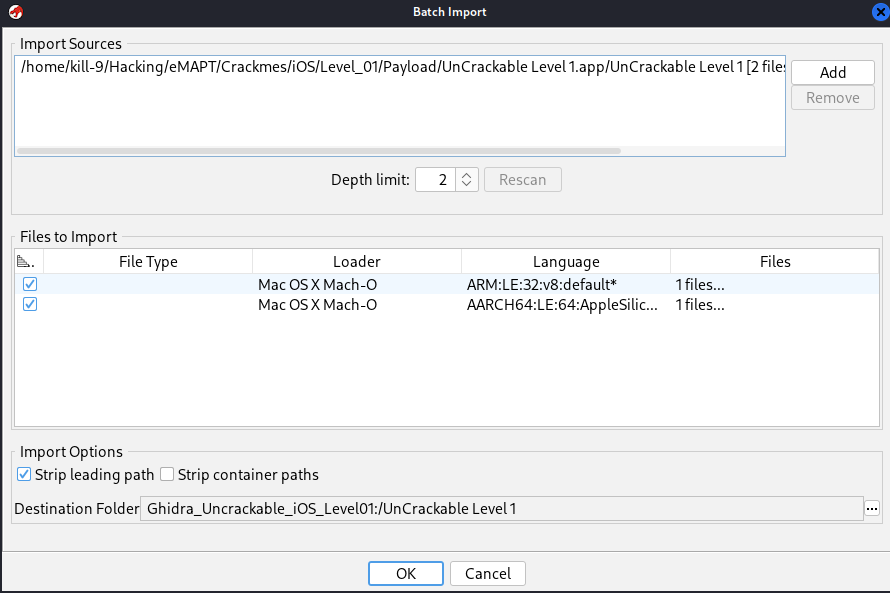 Batch Import
Import Sources
/home/kill-9/Hacking/eMAPT/Crackmes/iOS/Level_01/Payload/UnCrackable Level 1.app/UnCrackable Level 1 [2 files
Add
Remove
Depth limit: 2 Rescan
Files to Import
File Type Loader Language Files
Mac OS X Mach-O ARM:LE:32:v8:default* 1 files...
Mac OS X Mach-O AARCH64:LE:64:AppleSilic... 1 files...
Import Options
Strip leading path Strip container paths
Destination Folder Ghidra_Uncrackable_iOS_Level01:/UnCrackable Level 1 ...
OK Cancel